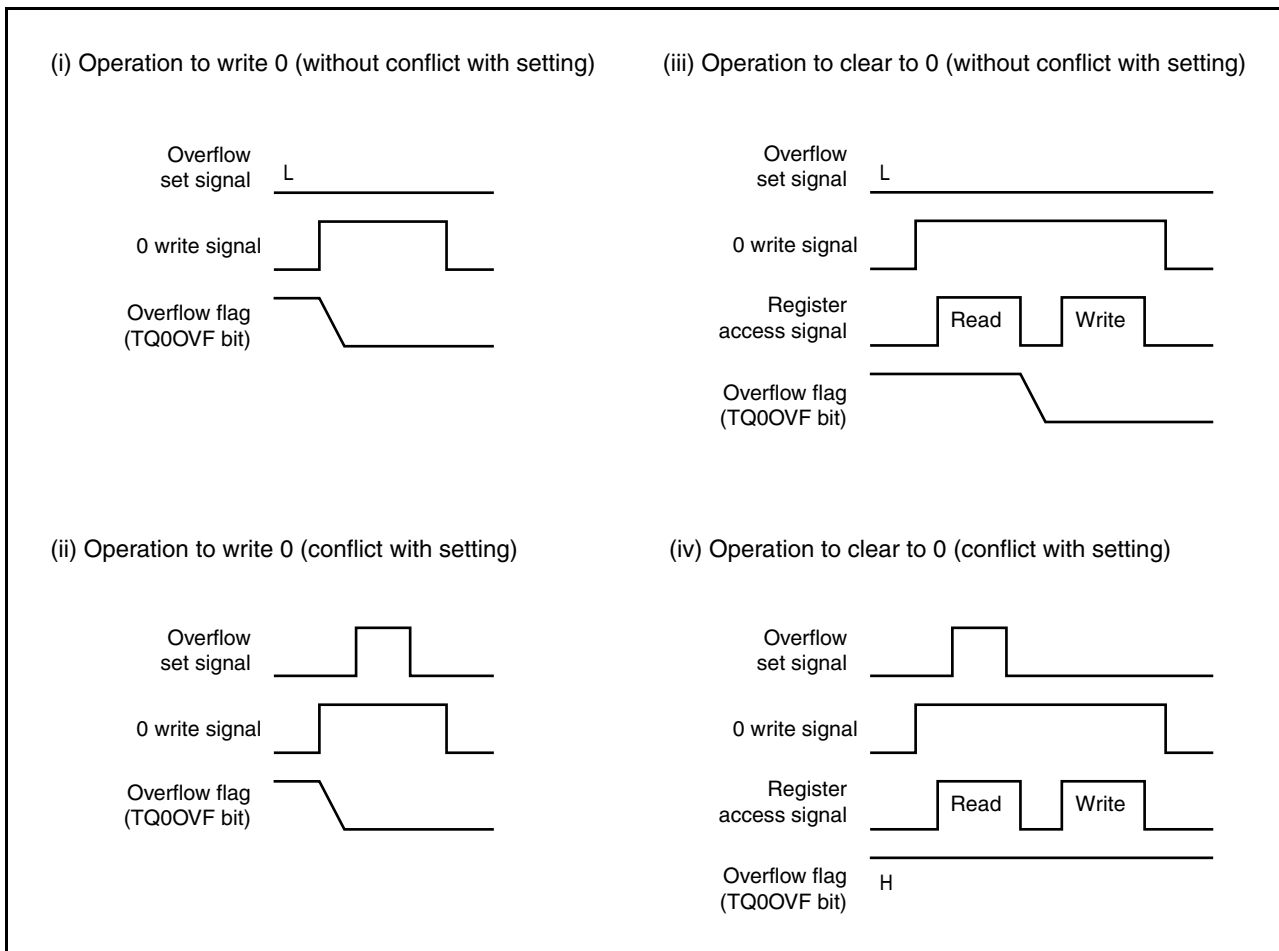 (i) Operation to write 0 (without conflict with setting)
Overflow
set signal
L
0 write signal
Overflow flag
(TQ0OVF bit)
(iii) Operation to clear to 0 (without conflict with setting)
Overflow
set signal
L
0 write signal
Register
access signal
Read
Write
Overflow flag
(TQ0OVF bit)
(ii) Operation to write 0 (conflict with setting)
Overflow
set signal
0 write signal
Overflow flag
(TQ0OVF bit)
(iv) Operation to clear to 0 (conflict with setting)
Overflow
set signal
0 write signal
Register
access signal
Read
Write
Overflow flag
(TQ0OVF bit)
H